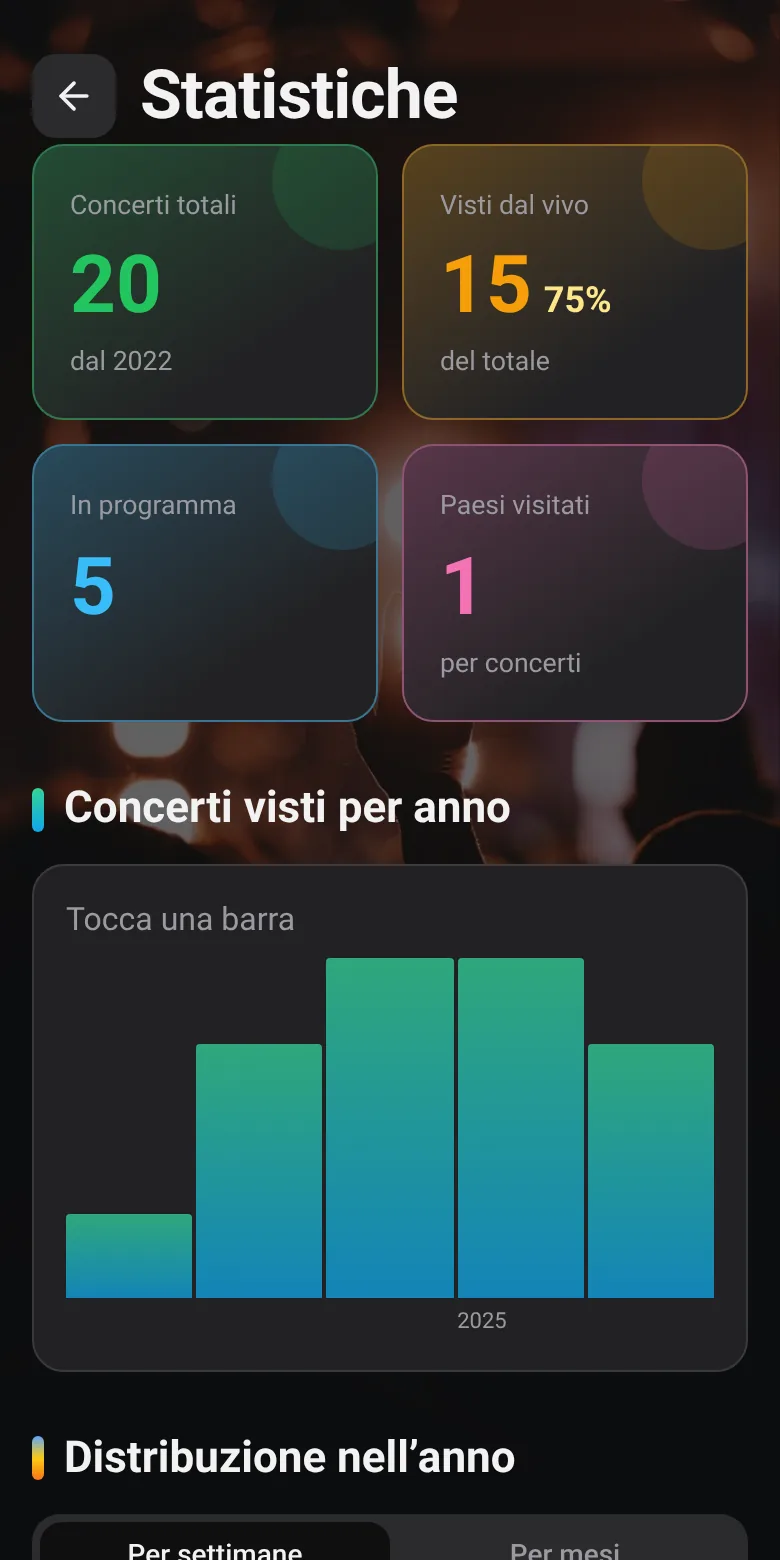 Statistiche
Concerti totali
20
dal 2022
Visti dal vivo
15 75%
del totale
In programma
5
Paesi visitati
1
per concerti
Concerti visti per anno
Tocca una barra
2025
Distribuzione nell’anno
Per settimane
Per mesi